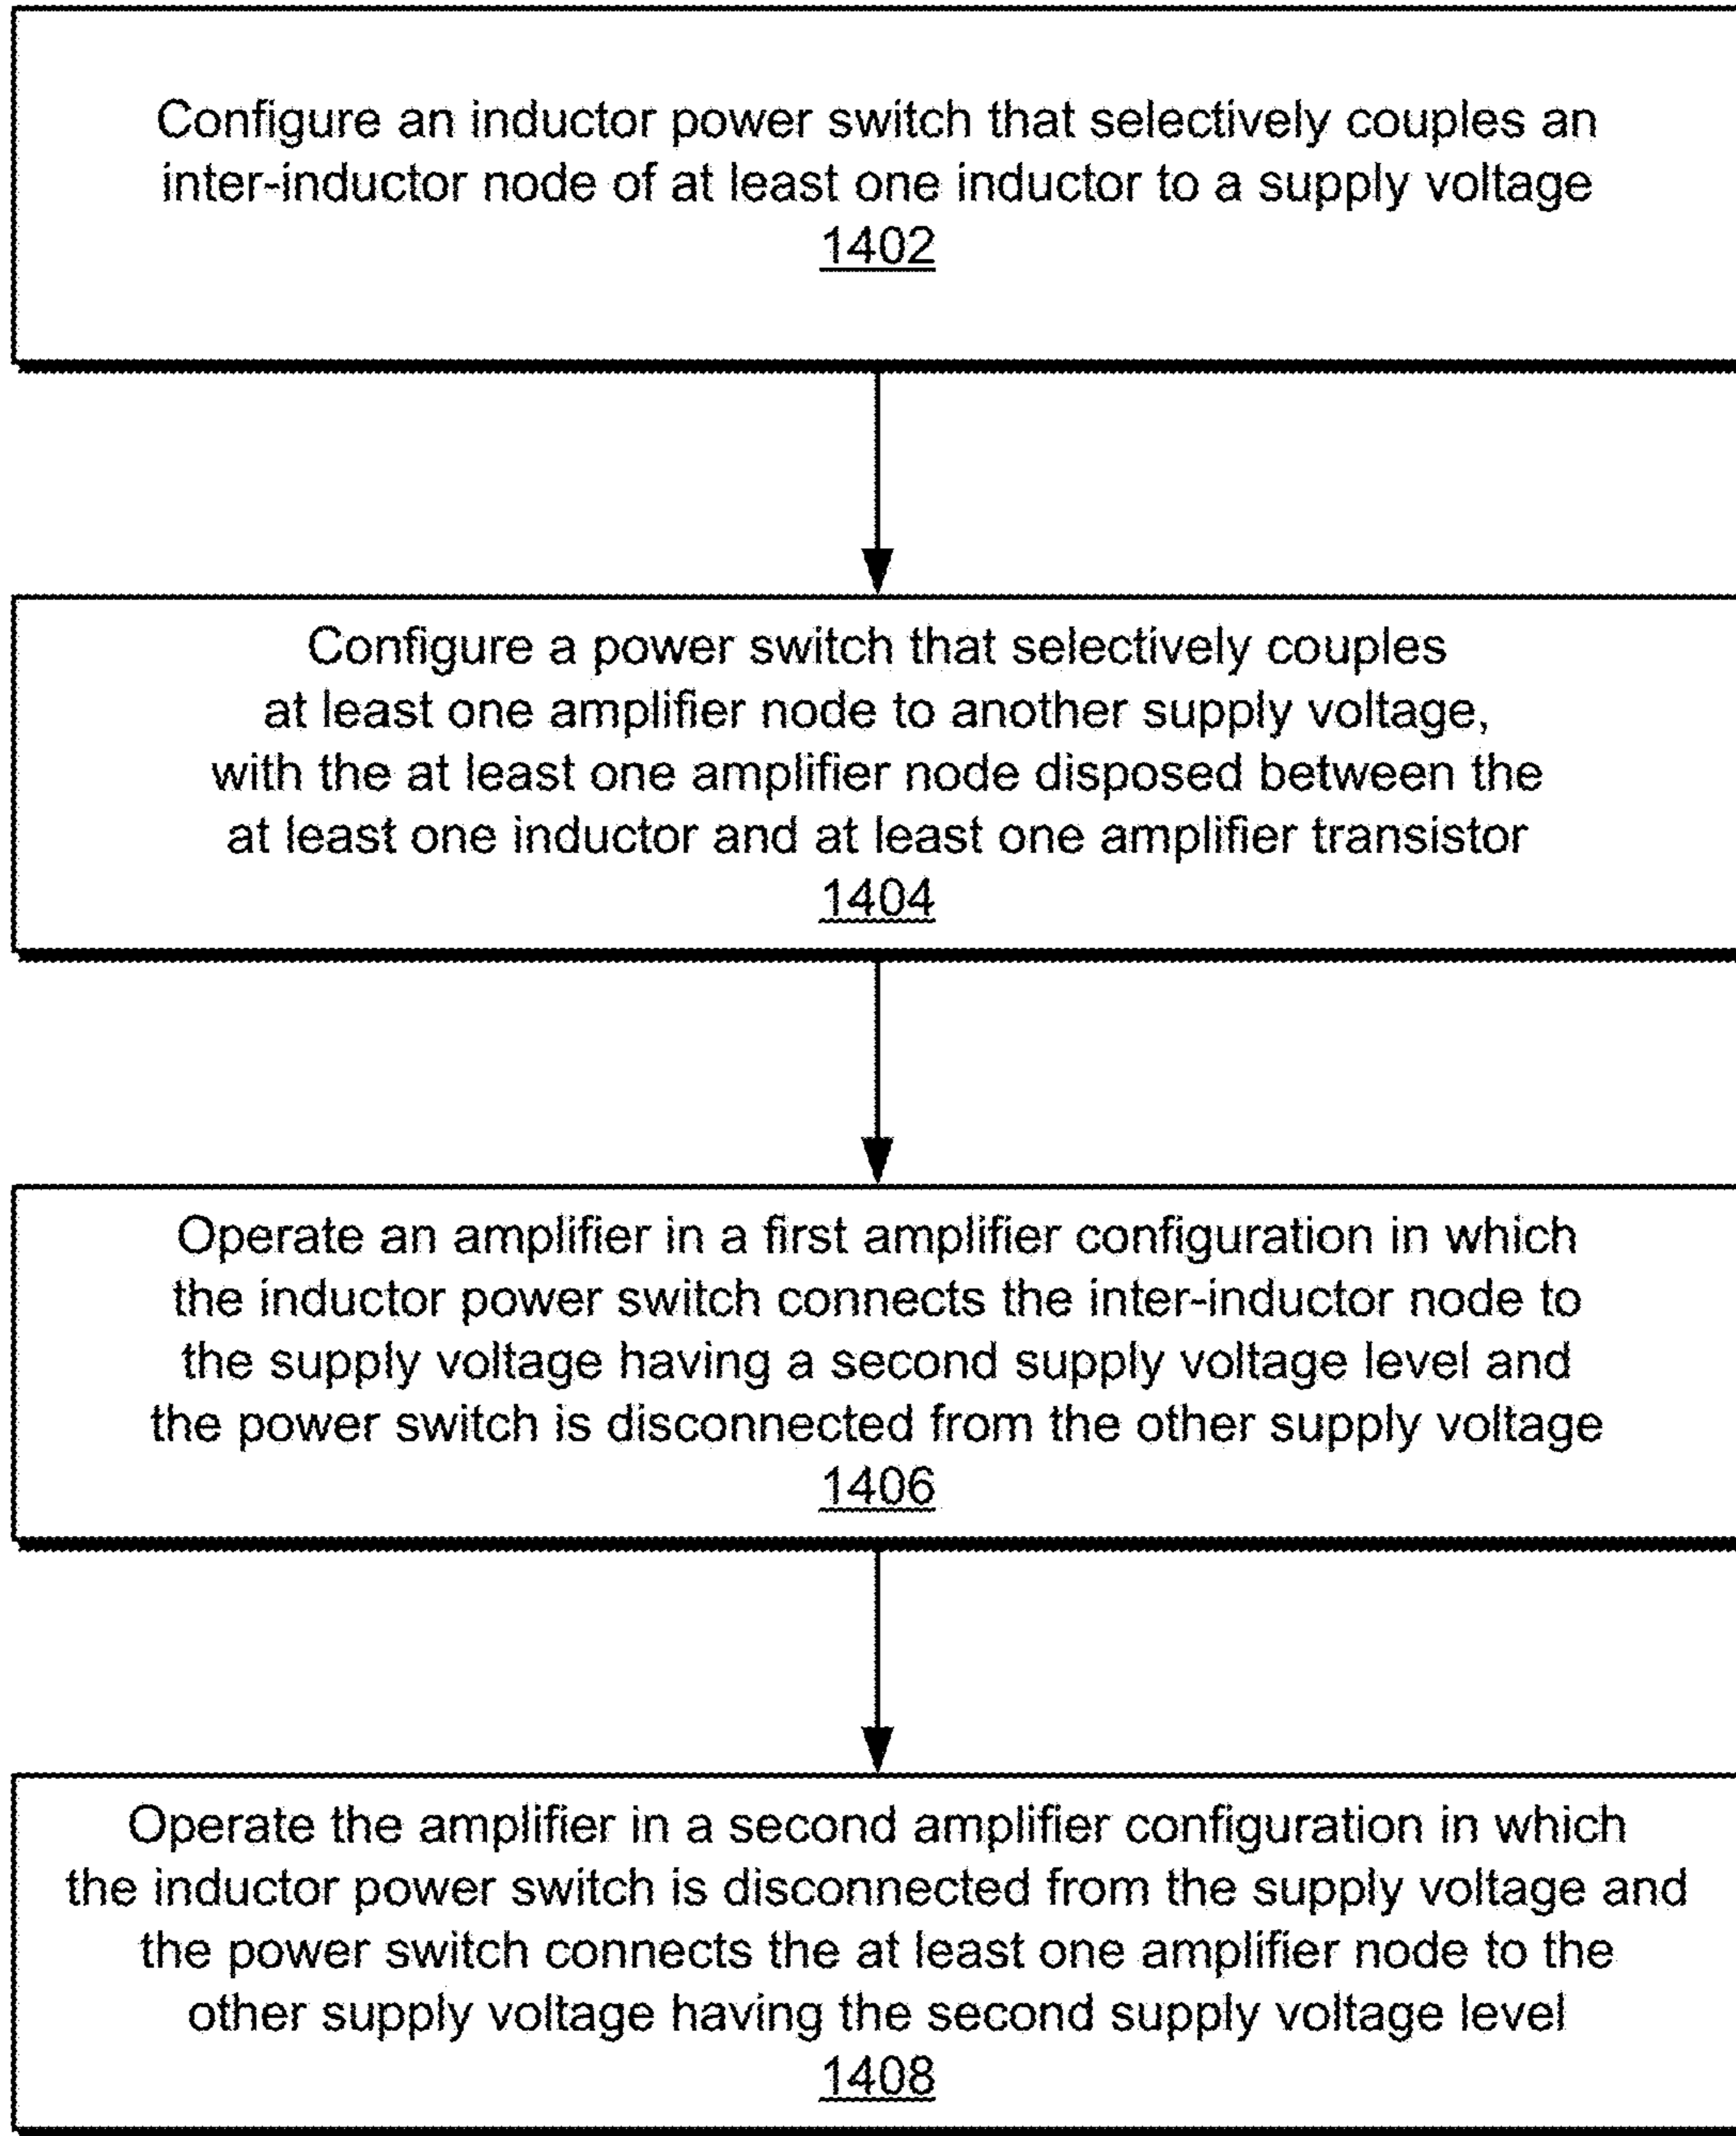 Configure an inductor power switch that selectively couples an
inter-inductor node of at least one inductor to a supply voltage
1402
Configure a power switch that selectively couples
at least one amplifier node to another supply voltage,
with the at least one amplifier node disposed between the
at least one inductor and at least one amplifier transistor
1404
Operate an amplifier in a first amplifier configuration in which
the inductor power switch connects the inter-inductor node to
the supply voltage having a second supply voltage level and
the power switch is disconnected from the other supply voltage
1406
Operate the amplifier in a second amplifier configuration in which
the inductor power switch is disconnected from the supply voltage and
the power switch connects the at least one amplifier node to the
other supply voltage having the second supply voltage level
1408